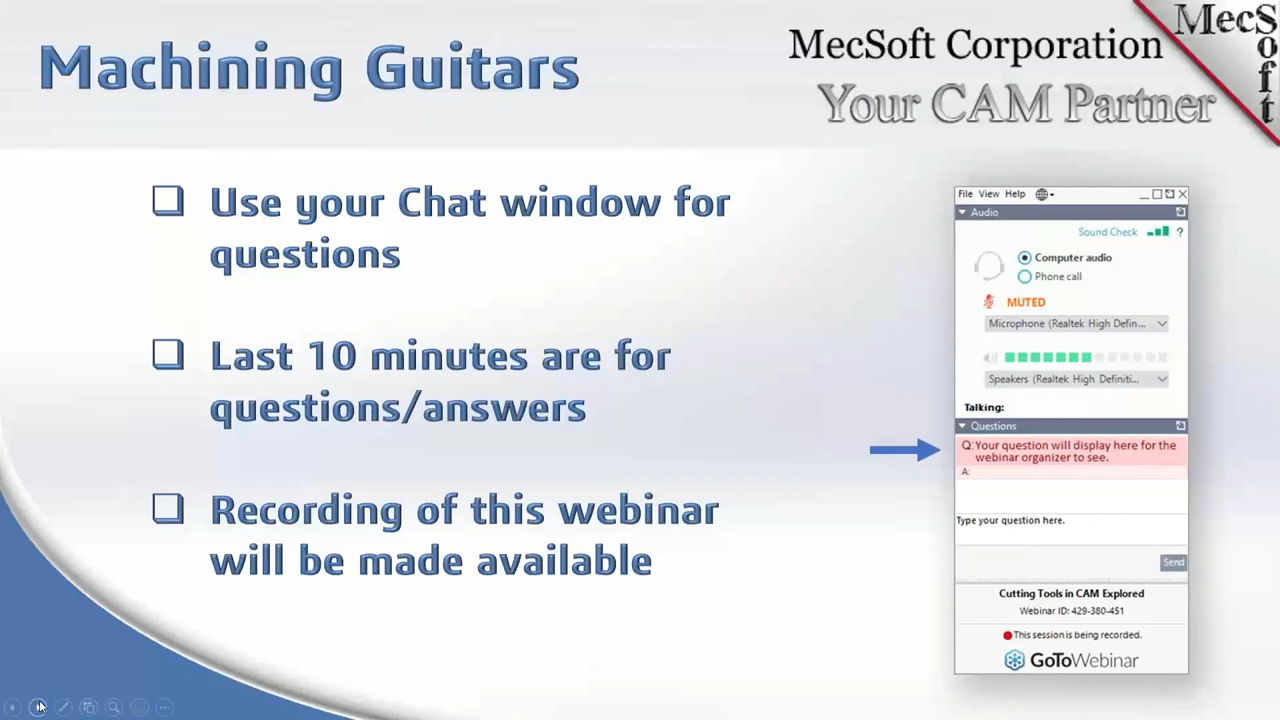 Machining Guitars
MecSoft Corporation
Your CAM Partner
MecSoft
Use your Chat window for
questions
Last 10 minutes are for
questions/answers
Recording of this webinar
will be made available
File View Help
Audio
Sound Check ?
Computer audio
Phone call
MUTED
Microphone (Realtek High Defin...
Speakers (Realtek High Definiti...
Talking:
Questions
Q: Your question will display here for the
webinar organizer to see.
A:
Type your question here.
Send
Cutting Tools in CAM Explored
Webinar ID: 429-380-451
This session is being recorded.
GoToWebinar